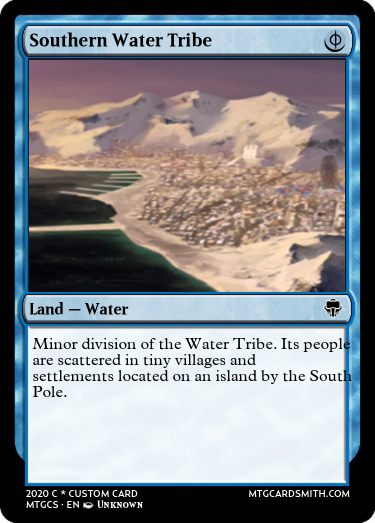 Southern Water Tribe
Land — Water
Minor division of the Water Tribe. Its people
are scattered in tiny villages and
settlements located on an island by the South
Pole.
2020 C * CUSTOM CARD MTGCARDSMITH.COM
MTGCS · EN Unknown